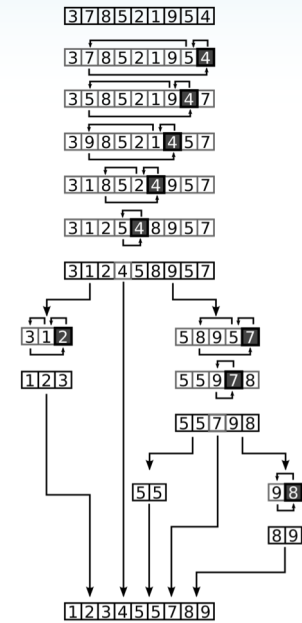 3 7 8 5 2 1 9 5 4
3 7 8 5 2 1 9 5 4
3 5 8 5 2 1 9 4 7
3 9 8 5 2 1 4 5 7
3 1 8 5 2 4 9 5 7
3 1 2 5 4 8 9 5 7
3 1 2 4 5 8 9 5 7
3 1 2
5 8 9 5 7
1 2 3
5 5 9 7 8
5 5 7 9 8
5 5
9 8
8 9
1 2 3 4 5 5 7 8 9